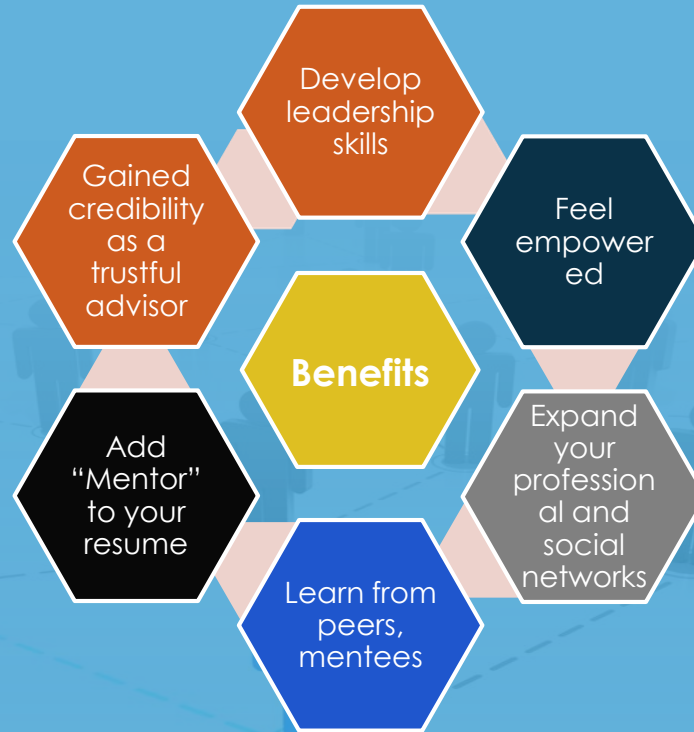 Develop
leadership
skills
Feel
empower
ed
Expand
your
profession
al and
social
networks
Learn from
peers,
mentees
Add
“Mentor”
to your
resume
Gained
credibility
as a
trustful
advisor
Benefits